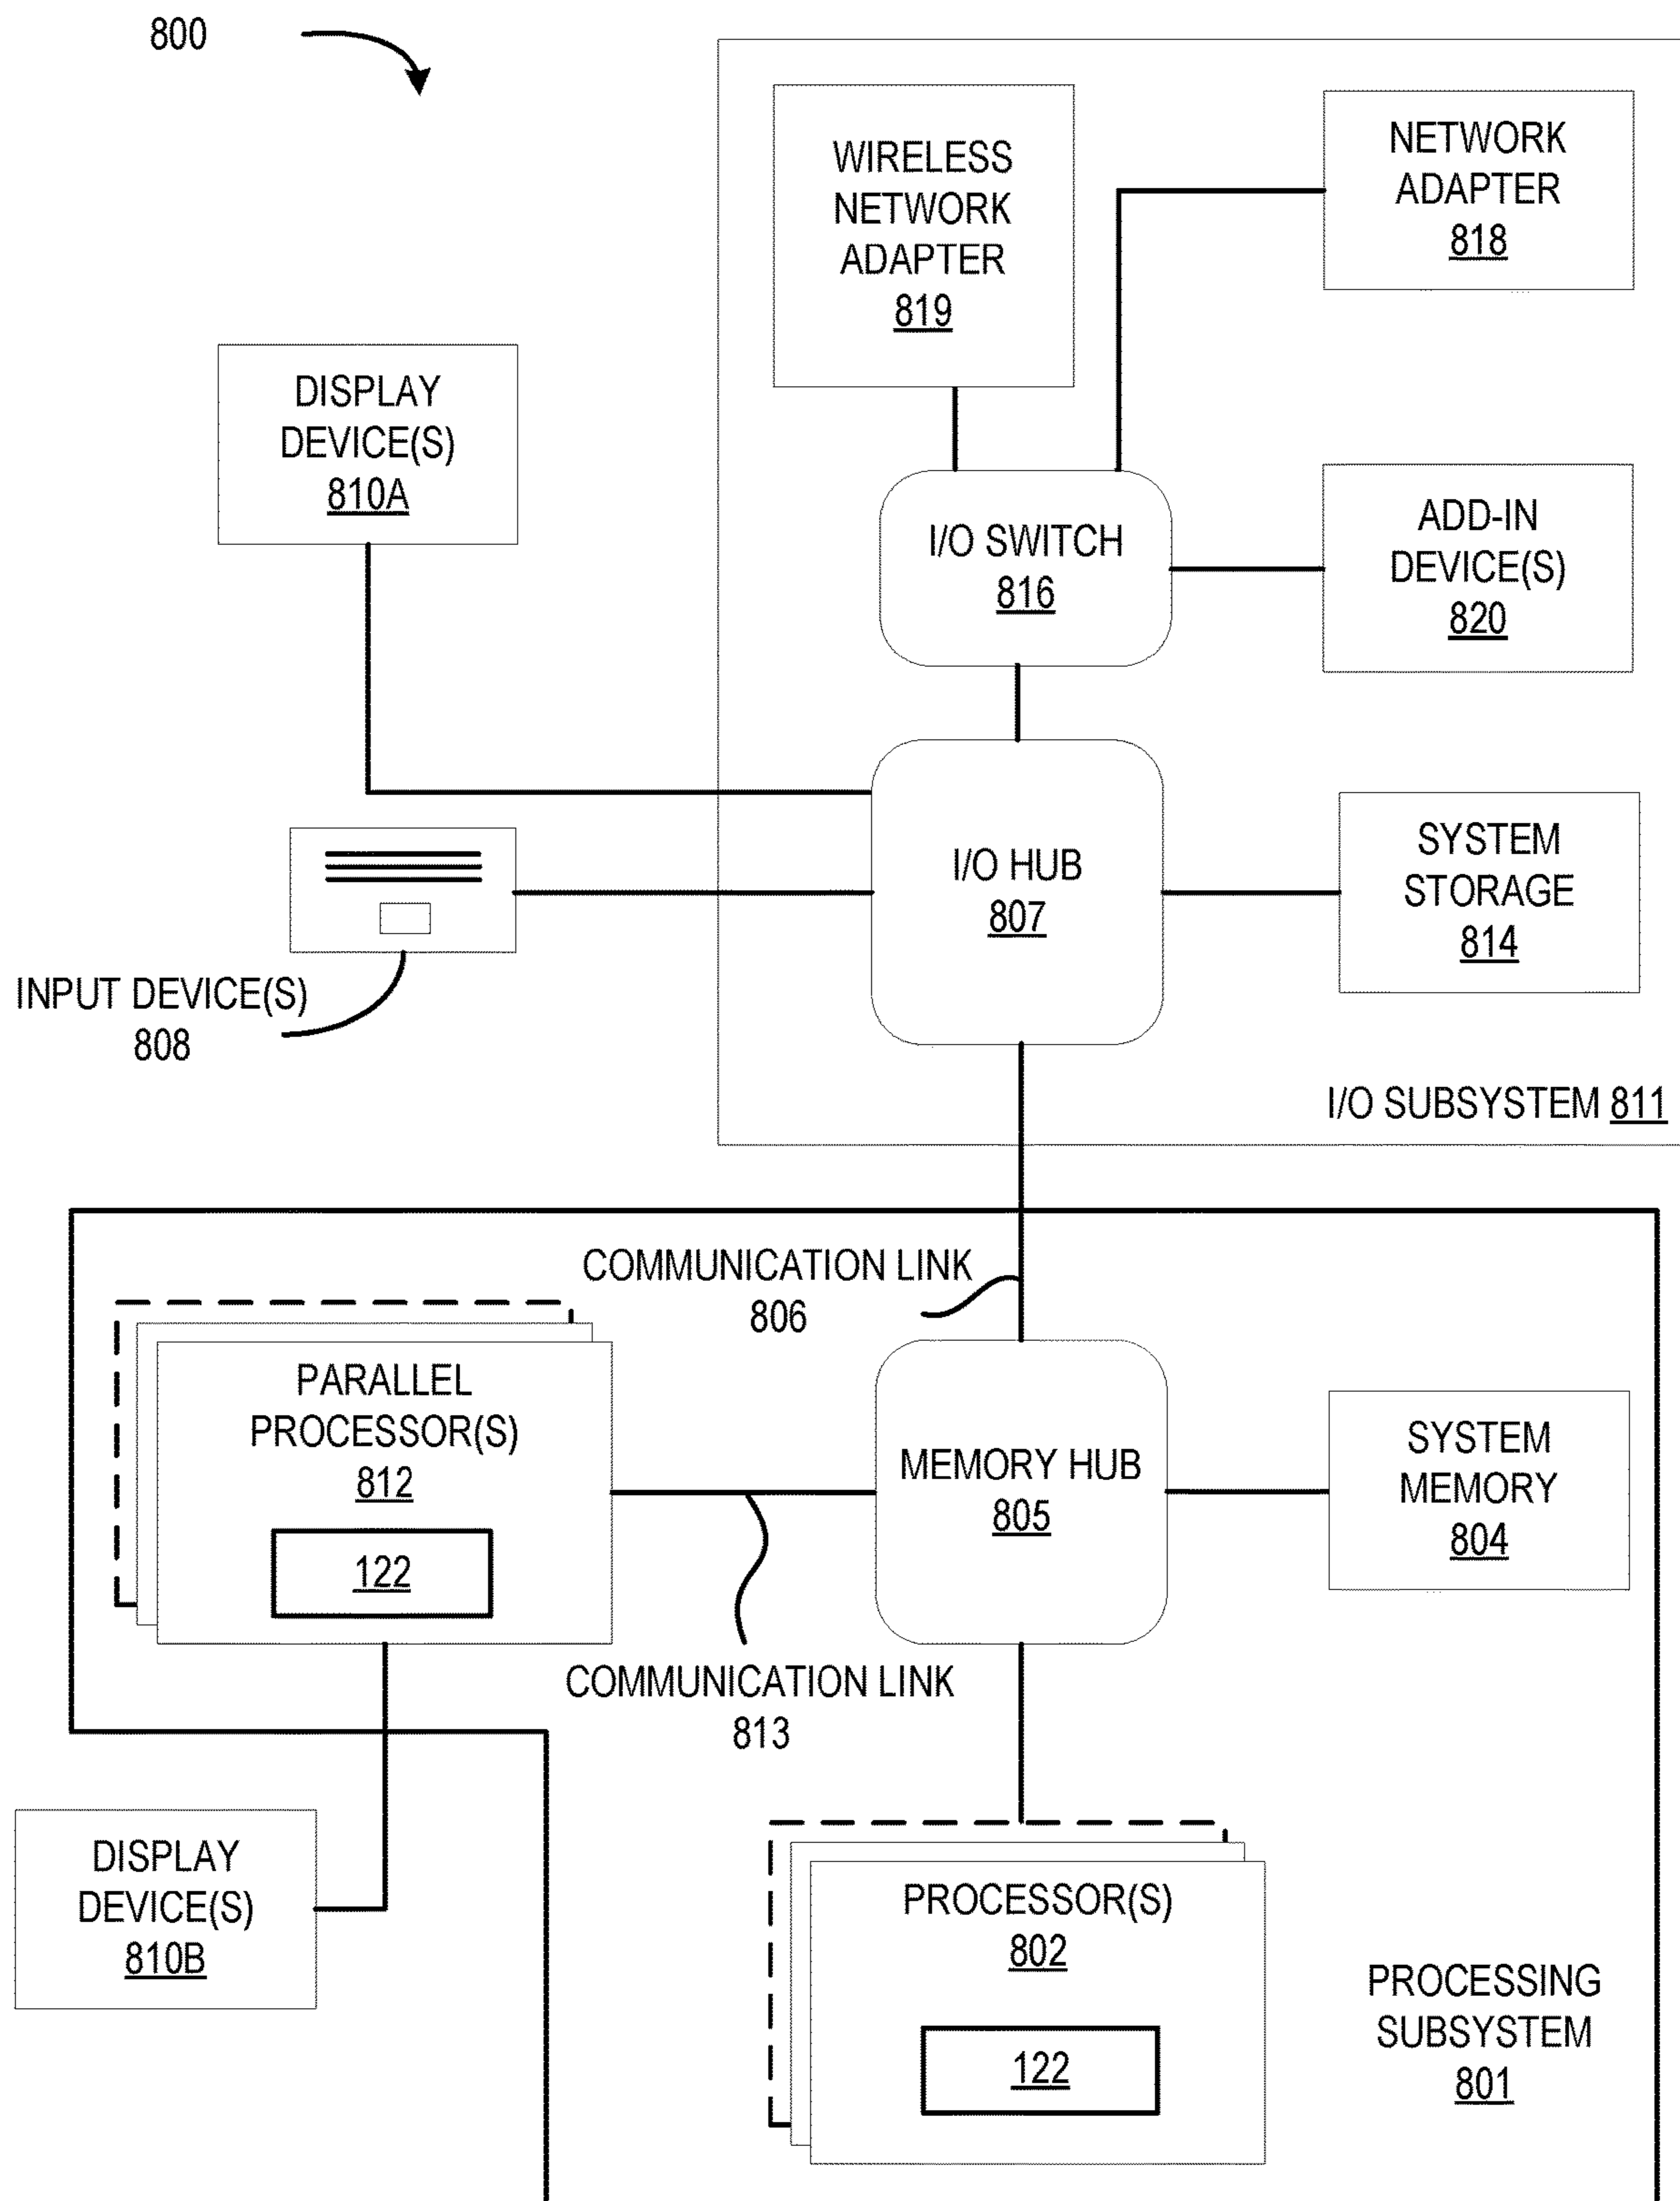 800
WIRELESS
NETWORK
ADAPTER
819
NETWORK
ADAPTER
818
DISPLAY
DEVICE(S)
810A
I/O SWITCH
816
ADD-IN
DEVICE(S)
820
I/O HUB
807
SYSTEM
STORAGE
814
INPUT DEVICE(S)
808
I/O SUBSYSTEM 811
COMMUNICATION LINK
806
PARALLEL
PROCESSOR(S)
812
122
MEMORY HUB
805
SYSTEM
MEMORY
804
COMMUNICATION LINK
813
DISPLAY
DEVICE(S)
810B
PROCESSOR(S)
802
122
PROCESSING
SUBSYSTEM
801